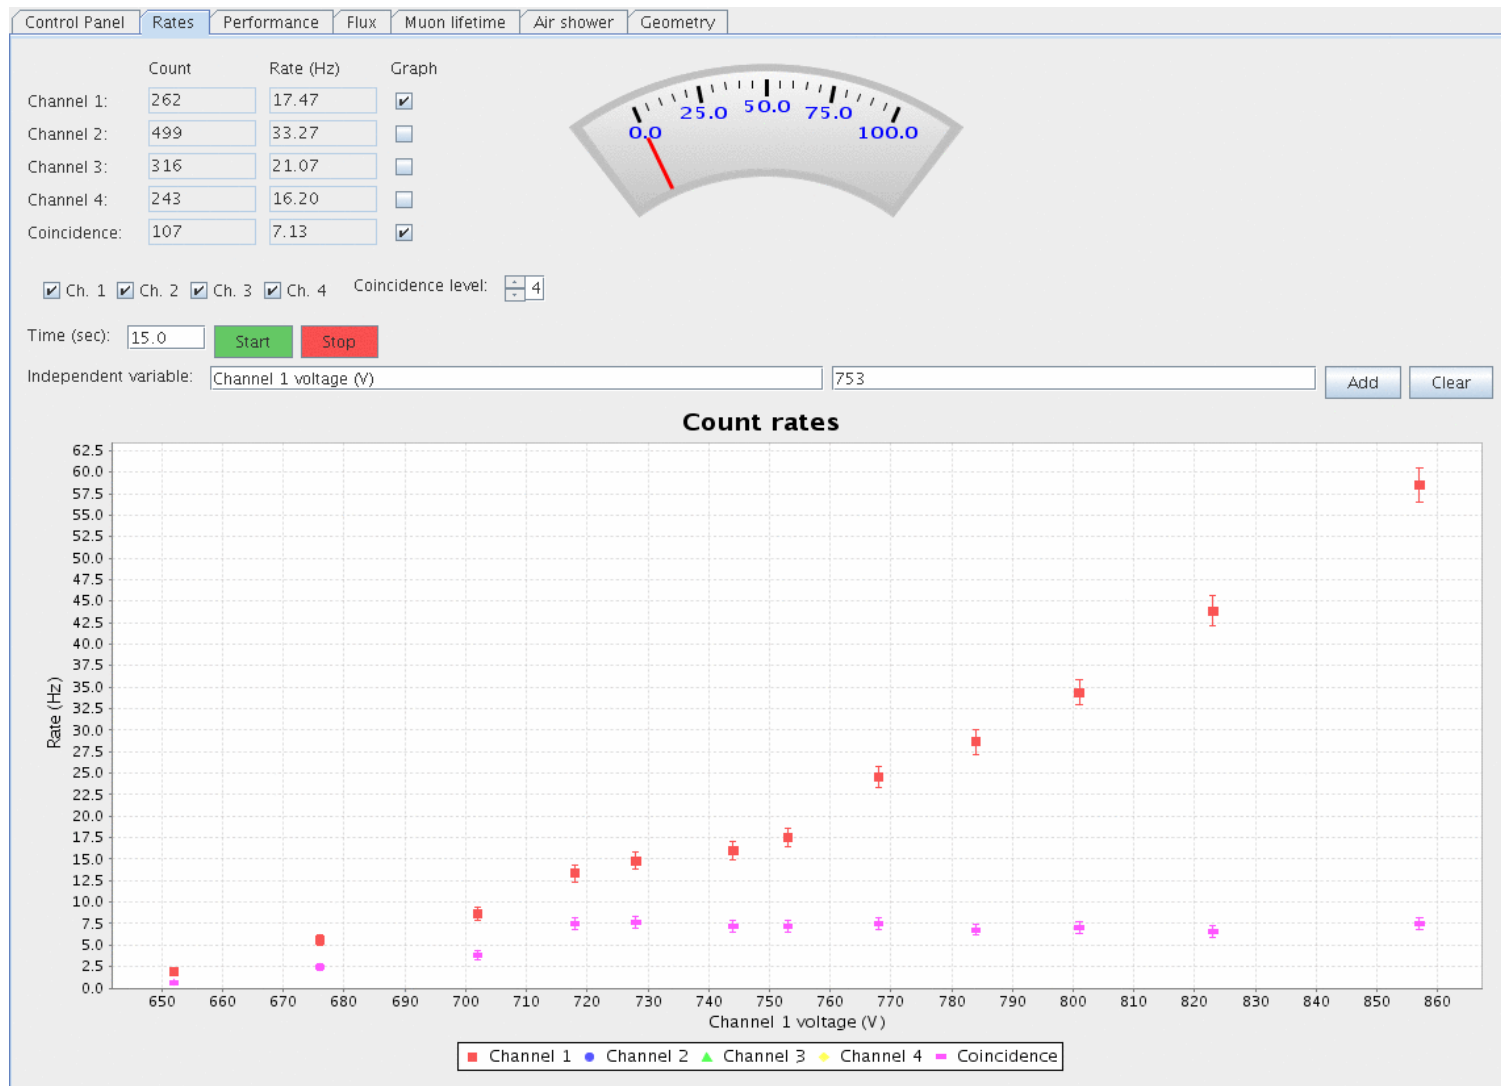 Control Panel Rates Performance Flux Muon lifetime Air shower Geometry
Count Rate (Hz) Graph
Channel 1: 262 17.47
Channel 2: 499 33.27
Channel 3: 316 21.07
Channel 4: 243 16.20
Coincidence: 107 7.13
0.0 25.0 50.0 75.0 100.0
Ch. 1 Ch. 2 Ch. 3 Ch. 4 Coincidence level: 4
Time (sec): 15.0 Start Stop
Independent variable: Channel 1 voltage (V) 753 Add Clear
Count rates
62.5
60.0
57.5
55.0
52.5
50.0
47.5
45.0
42.5
40.0
37.5
35.0
32.5
30.0
27.5
25.0
22.5
20.0
17.5
15.0
12.5
10.0
7.5
5.0
2.5
0.0
Rate (Hz)
650 660 670 680 690 700 710 720 730 740 750 760 770 780 790 800 810 820 830 840 850 860
Channel 1 voltage (V)
Channel 1 Channel 2 Channel 3 Channel 4 Coincidence